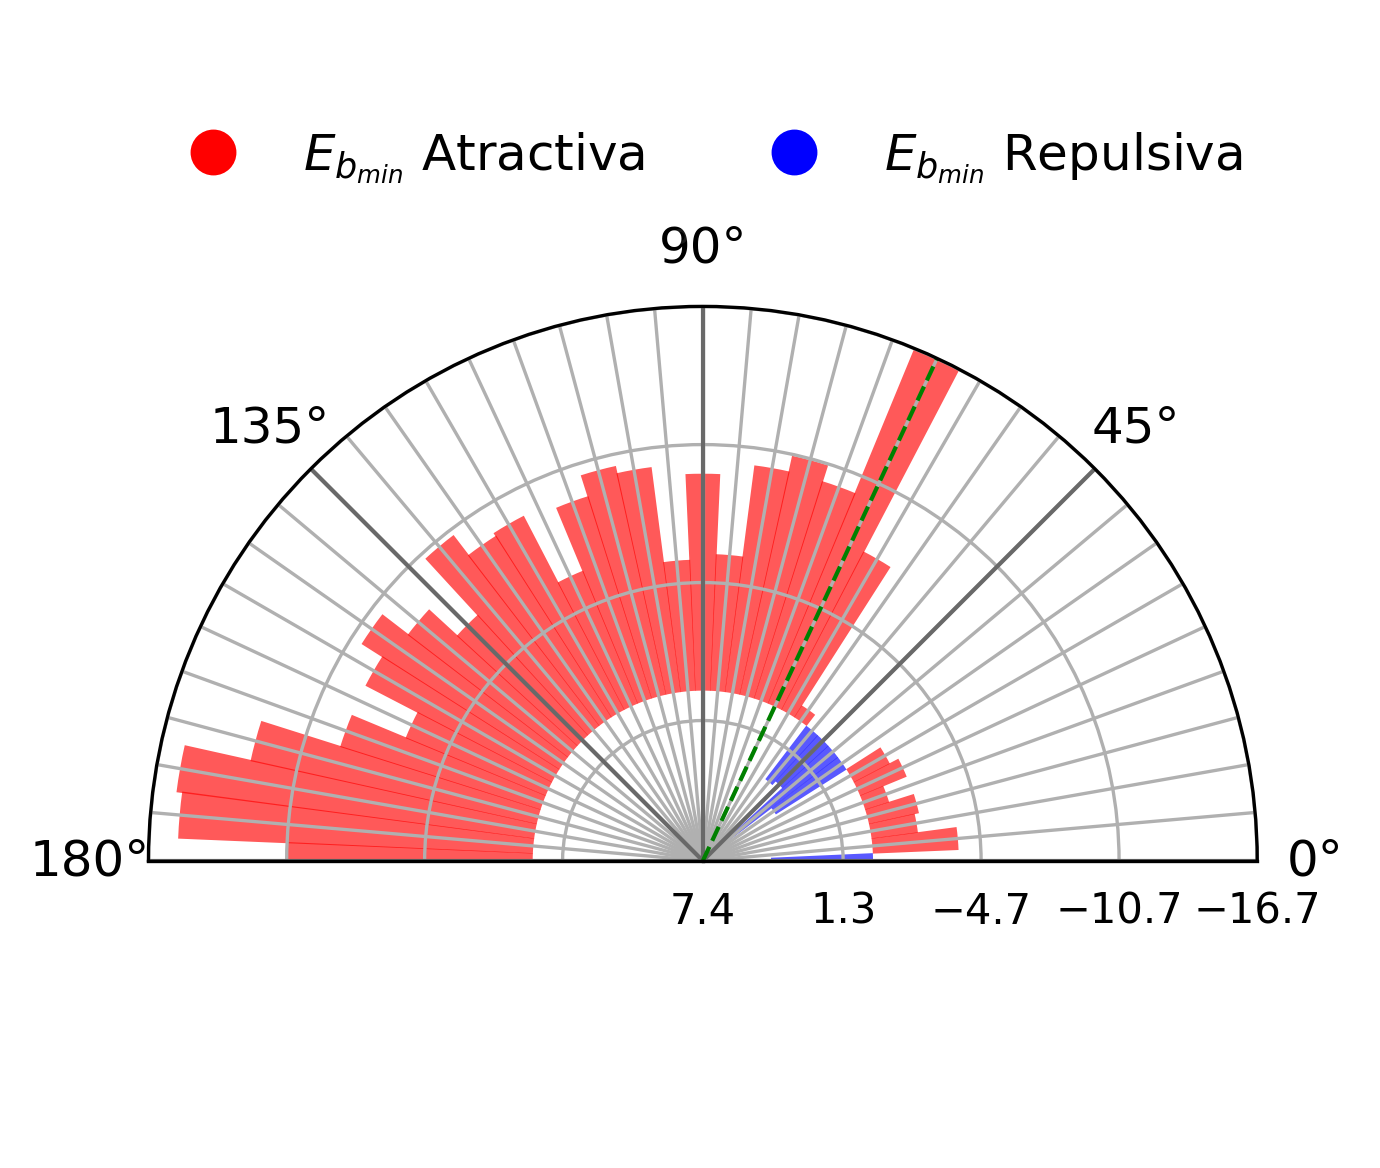 E_{b_{min}} Atractiva E_{b_{min}} Repulsiva
90°
135° 45°
180° 0°
7.4 1.3 −4.7 −10.7 −16.7